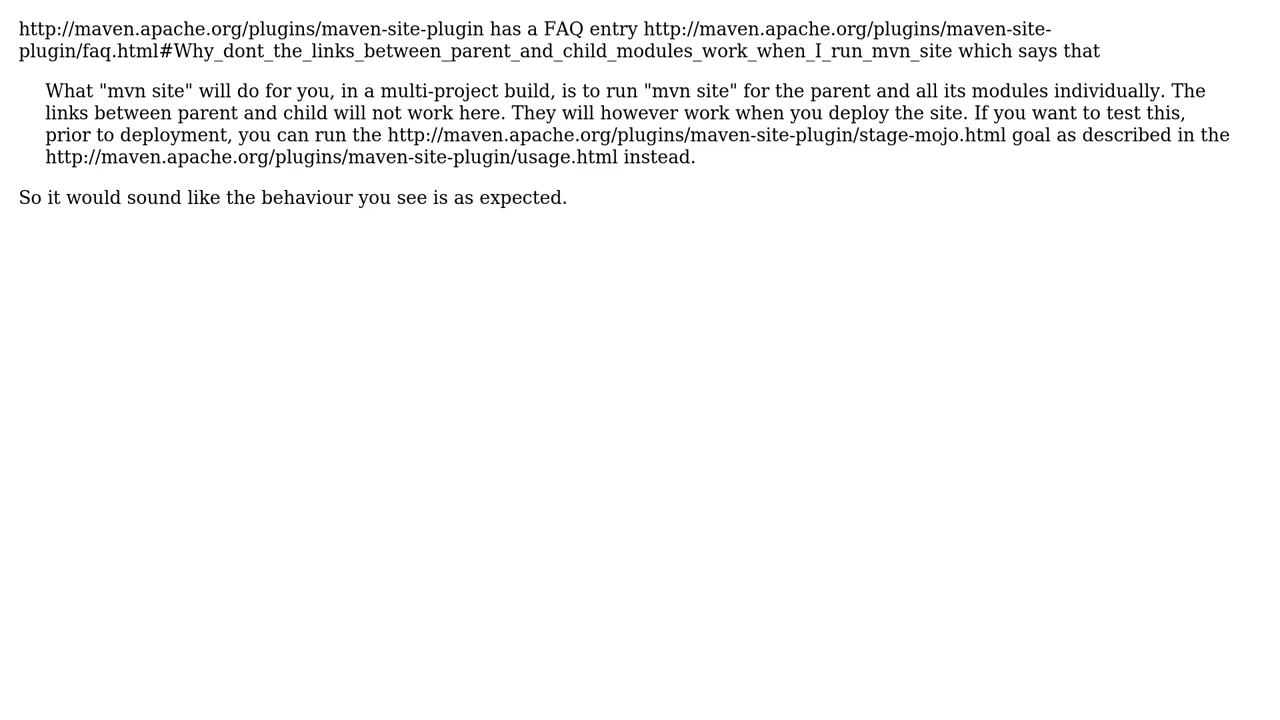 http://maven.apache.org/plugins/maven-site-plugin has a FAQ entry http://maven.apache.org/plugins/maven-site-
plugin/faq.html#Why_dont_the_links_between_parent_and_child_modules_work_when_I_run_mvn_site which says that
What "mvn site" will do for you, in a multi-project build, is to run "mvn site" for the parent and all its modules individually. The
links between parent and child will not work here. They will however work when you deploy the site. If you want to test this,
prior to deployment, you can run the http://maven.apache.org/plugins/maven-site-plugin/stage-mojo.html goal as described in the
http://maven.apache.org/plugins/maven-site-plugin/usage.html instead.
So it would sound like the behaviour you see is as expected.